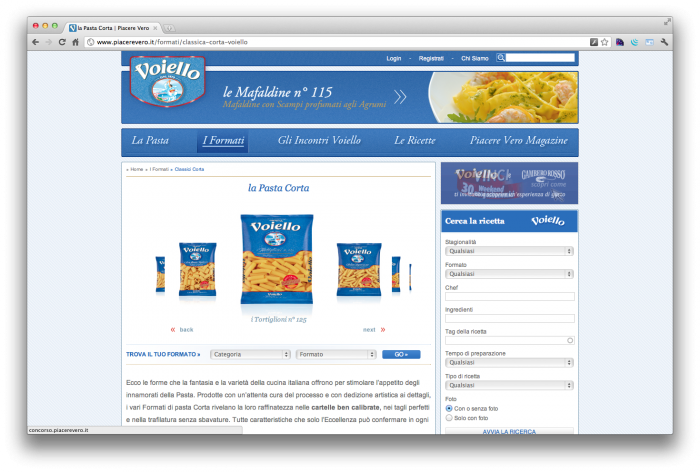 la Pasta Corta | Piacere Vero
www.piacerevero.it/formati/classica-corta-voiello
Login - Registrati - Chi Siamo
Voiello
le Mafaldine n° 115
Mafaldine con Scampi profumati agli Agrumi
La Pasta I Formati Gli Incontri Voiello Le Ricette Piacere Vero Magazine
» Home » I Formati » Classici Corta
la Pasta Corta
Voiello
Voiello
Voiello
i Tortiglioni n° 125
« back next »
TROVA IL TUO FORMATO » Categoria Formato GO »
Ecco le forme che la fantasia e la varietà della cucina italiana offrono per stimolare l'appetito degli
innamorati della Pasta. Prodotte con un'attenta cura del processo e con dedizione artistica ai dettagli,
i vari Formati di pasta Corta rivelano la loro raffinatezza nelle cartelle ben calibrate, nei tagli perfetti
e nella trafilatura senza sbavature. Tutte caratteristiche che solo l'Eccellenza può confermare in ogni
Voiello
GAMBERO ROSSO
30 Weekend
scopri come
Cerca la ricetta Voiello
Stagionalità
Qualsiasi
Formato
Qualsiasi
Chef
Ingredienti
Tag della ricetta
Tempo di preparazione
Qualsiasi
Tipo di ricetta
Qualsiasi
Foto
Con o senza foto
Solo con foto
AVVIA LA RICERCA
concorso.piacerevero.it